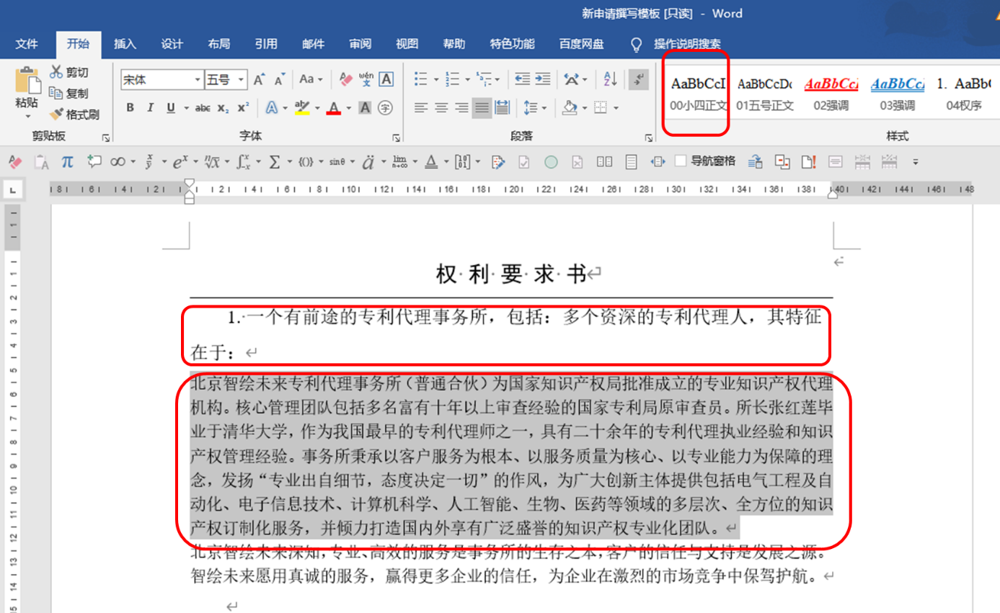 新申请撰写模板 [只读] - Word
文件 开始 插入 设计 布局 引用 邮件 审阅 视图 帮助 特色功能 百度网盘 操作说明搜索
剪切
复制
格式刷
粘贴
宋体 五号
Aa
wén
文
B I U abc x₂ x²
AaBbCcI AaBbCcDc AaBbCcI AaBbCcI 1. AaBb
00小四正文 01五号正文 02强调 03强调 04权序
剪贴板 字体 段落 样式
导航窗格
权 利 要 求 书
1. 一个有前途的专利代理事务所，包括：多个资深的专利代理人，其特征
在于：
北京智绘未来专利代理事务所（普通合伙）为国家知识产权局批准成立的专业知识产权代理
机构。核心管理团队包括多名富有十年以上审查经验的国家专利局原审查员。所长张红莲毕
业于清华大学，作为我国最早的专利代理师之一，具有二十余年的专利代理执业经验和知识
产权管理经验。事务所秉承以客户服务为根本、以服务质量为核心、以专业能力为保障的理
念，发扬“专业出自细节，态度决定一切”的作风，为广大创新主体提供包括电气工程及自
动化、电子信息技术、计算机科学、人工智能、生物、医药等领域的多层次、全方位的知识
产权订制化服务，并倾力打造国内外享有广泛盛誉的知识产权专业化团队。
北京智绘未来深知，专业、高效的服务是事务所的生存之本，客户的信任与支持是发展之源。
智绘未来愿用真诚的服务，赢得更多企业的信任，为企业在激烈的市场竞争中保驾护航。